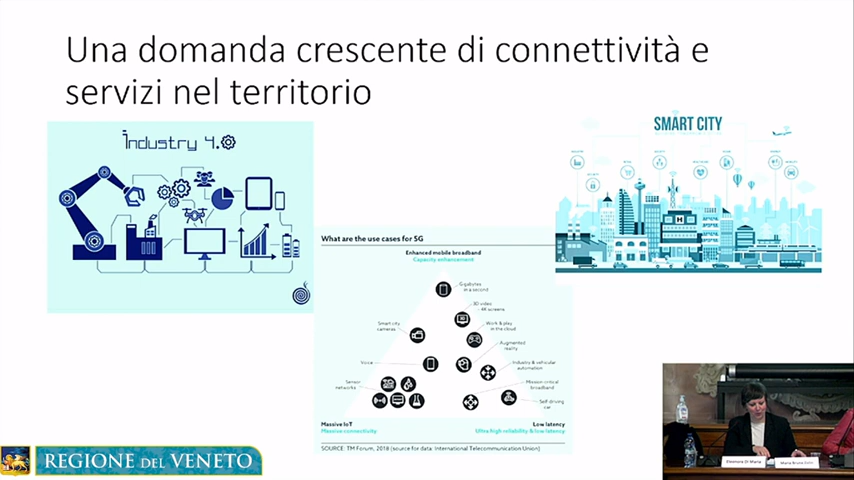 Una domanda crescente di connettività e
servizi nel territorio
Industry 4.0
SMART CITY
What are the use cases for 5G
Enhanced mobile broadband
Capacity enhancement
Gigabytes
in a second
3D video
4K screens
Smart city
cameras
Work & play
in the cloud
Augmented
reality
Voice
Industry & vehicular
automation
Sensor
networks
Mission critical
broadband
Self driving
car
Massive IoT
Massive connectivity
Low latency
Ultra high reliability & low latency
SOURCE: TM Forum, 2018 (source for data: International Telecommunication Union)
REGIONE DEL VENETO
Eleonora Di Maria